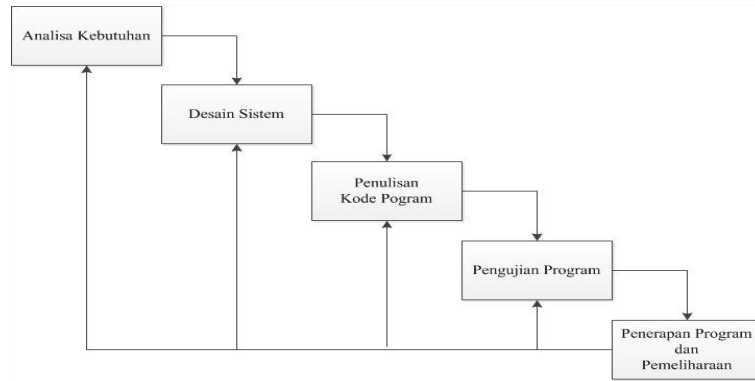 Analisa Kebutuhan
Desain Sistem
Penulisan
Kode Pogram
Pengujian Program
Penerapan Program
dan
Pemeliharaan